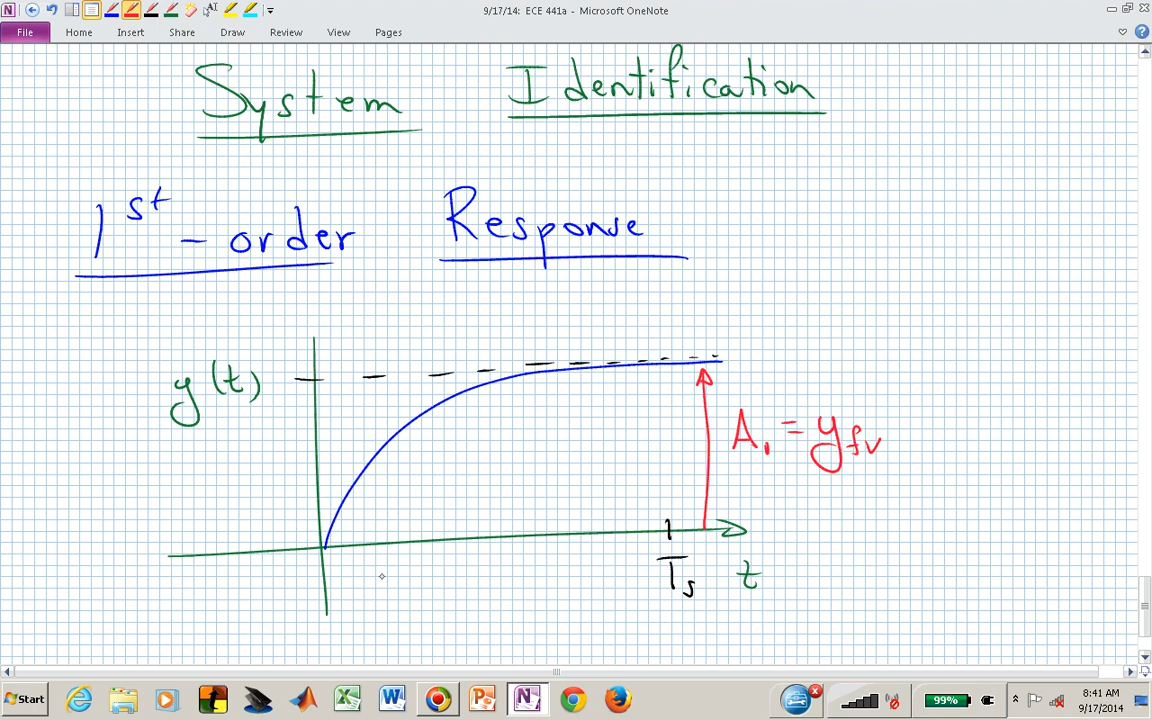 9/17/14: ECE 441a - Microsoft OneNote
File Home Insert Share Draw Review View Pages
System Identification
1st-order Response
y(t)
A1 = yfv
Ts t
Start
99%
8:41 AM
9/17/2014